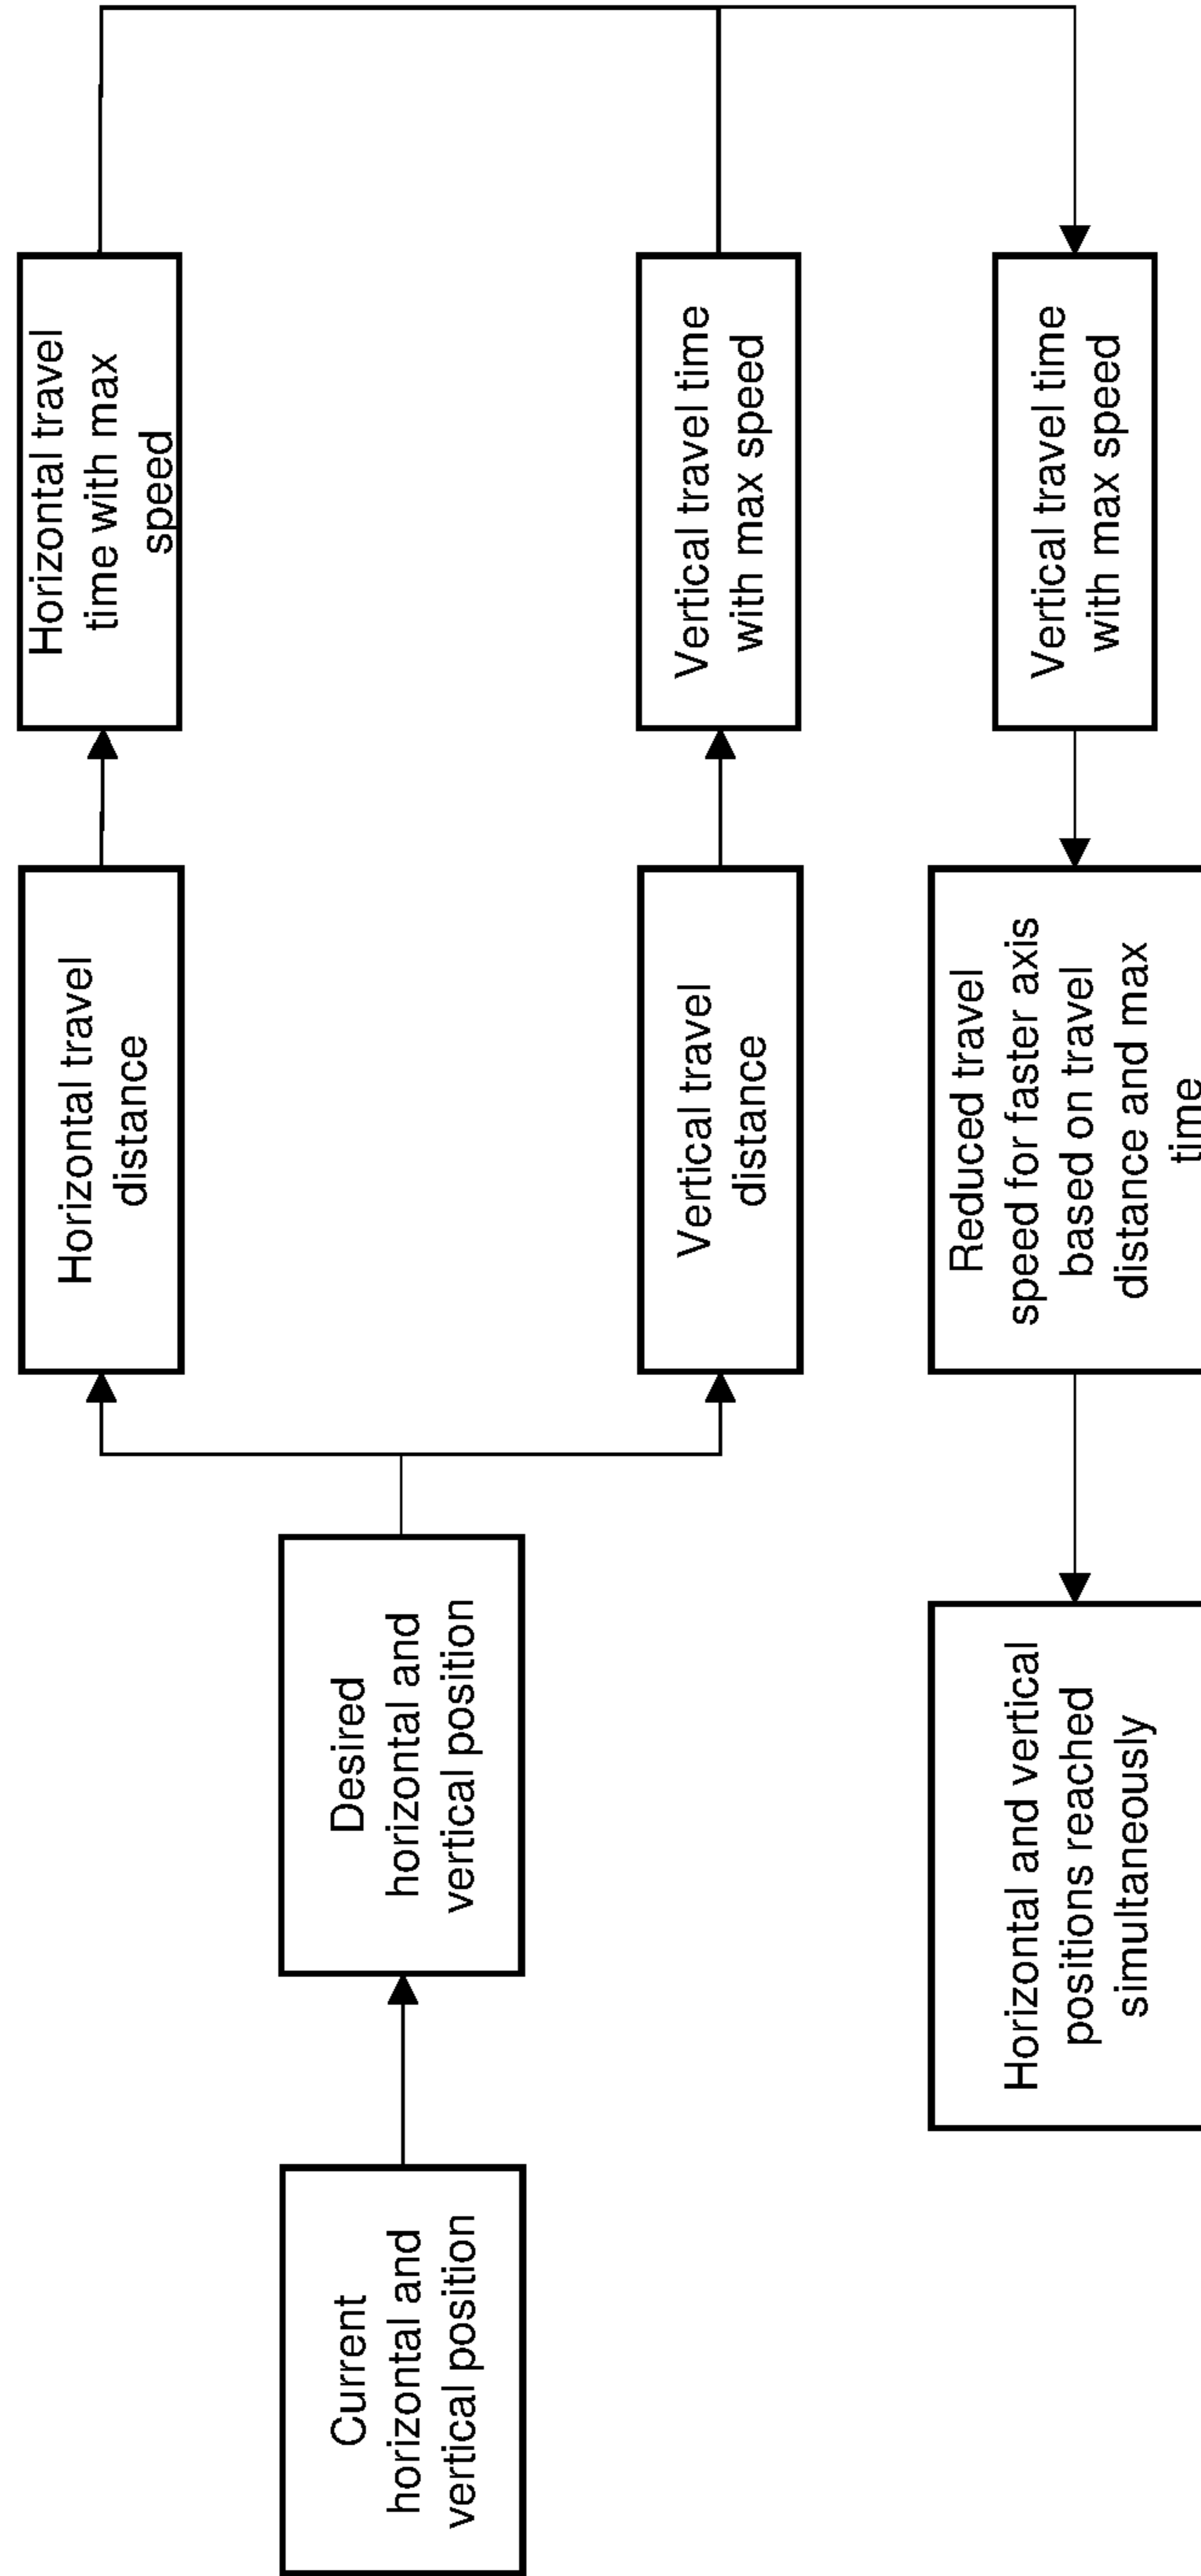 Current
horizontal and
vertical position
Desired
horizontal and
vertical position
Horizontal travel
distance
Horizontal travel
time with max
speed
Vertical travel
distance
Vertical travel time
with max speed
Vertical travel time
with max speed
Reduced travel
speed for faster axis
based on travel
distance and max
time
Horizontal and vertical
positions reached
simultaneously